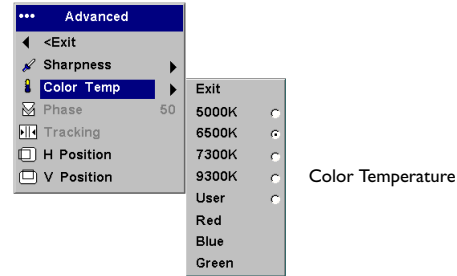 ••• Advanced
<Exit
Sharpness
Color Temp
Phase 50
Tracking
H Position
V Position
Exit
5000K
6500K
7300K
9300K
User
Red
Blue
Green
Color Temperature